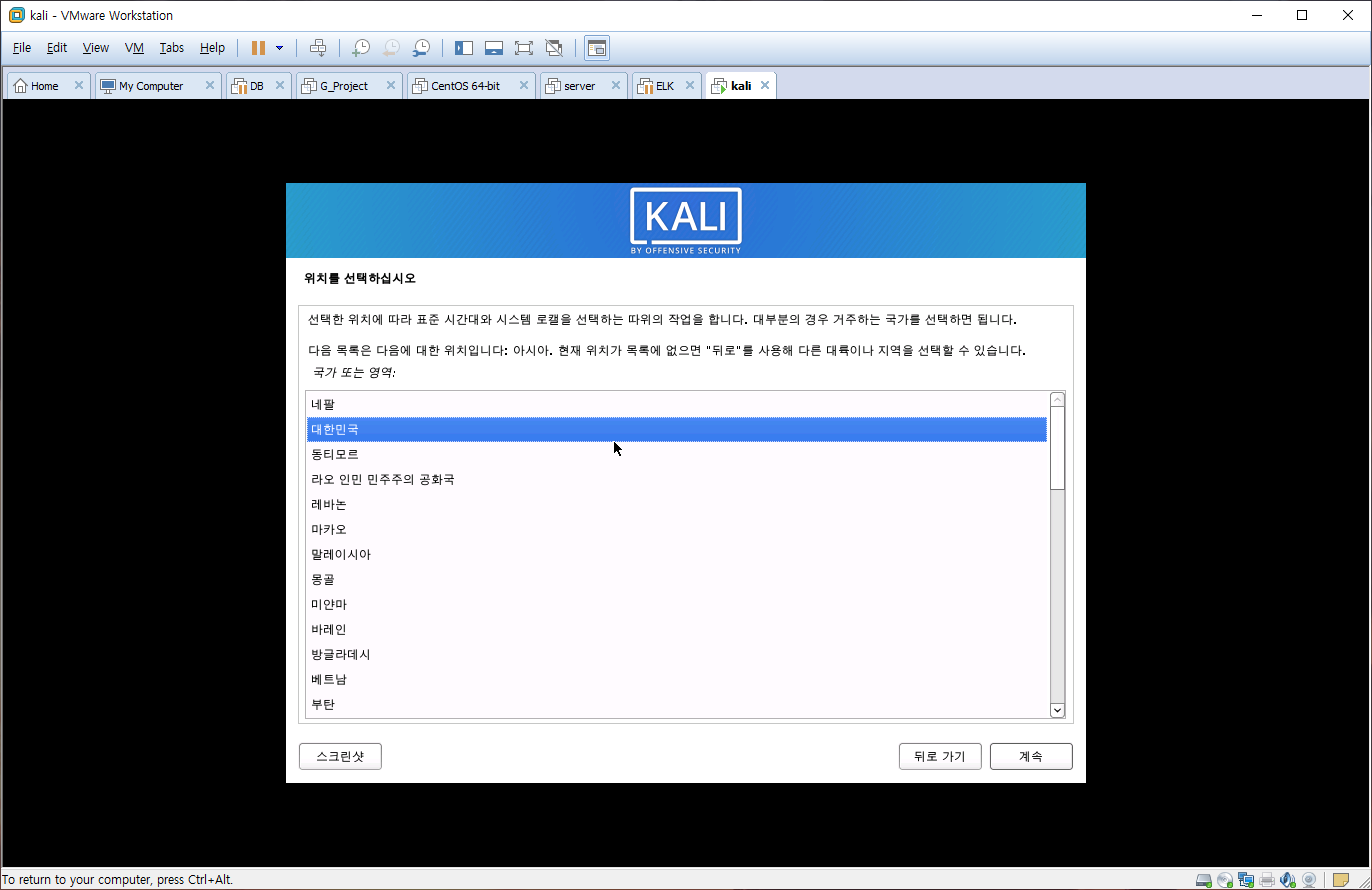 kali - VMware Workstation
File Edit View VM Tabs Help
Home My Computer DB G_Project CentOS 64-bit server ELK kali
KALI
BY OFFENSIVE SECURITY
위치를 선택하십시오
선택한 위치에 따라 표준 시간대와 시스템 로캘을 선택하는 따위의 작업을 합니다. 대부분의 경우 거주하는 국가를 선택하면 됩니다.
다음 목록은 다음에 대한 위치입니다: 아시아. 현재 위치가 목록에 없으면 "뒤로"를 사용해 다른 대륙이나 지역을 선택할 수 있습니다.
국가 또는 영역:
네팔
대한민국
동티모르
라오 인민 민주주의 공화국
레바논
마카오
말레이시아
몽골
미얀마
바레인
방글라데시
베트남
부탄
스크린샷 뒤로 가기 계속
To return to your computer, press Ctrl+Alt.